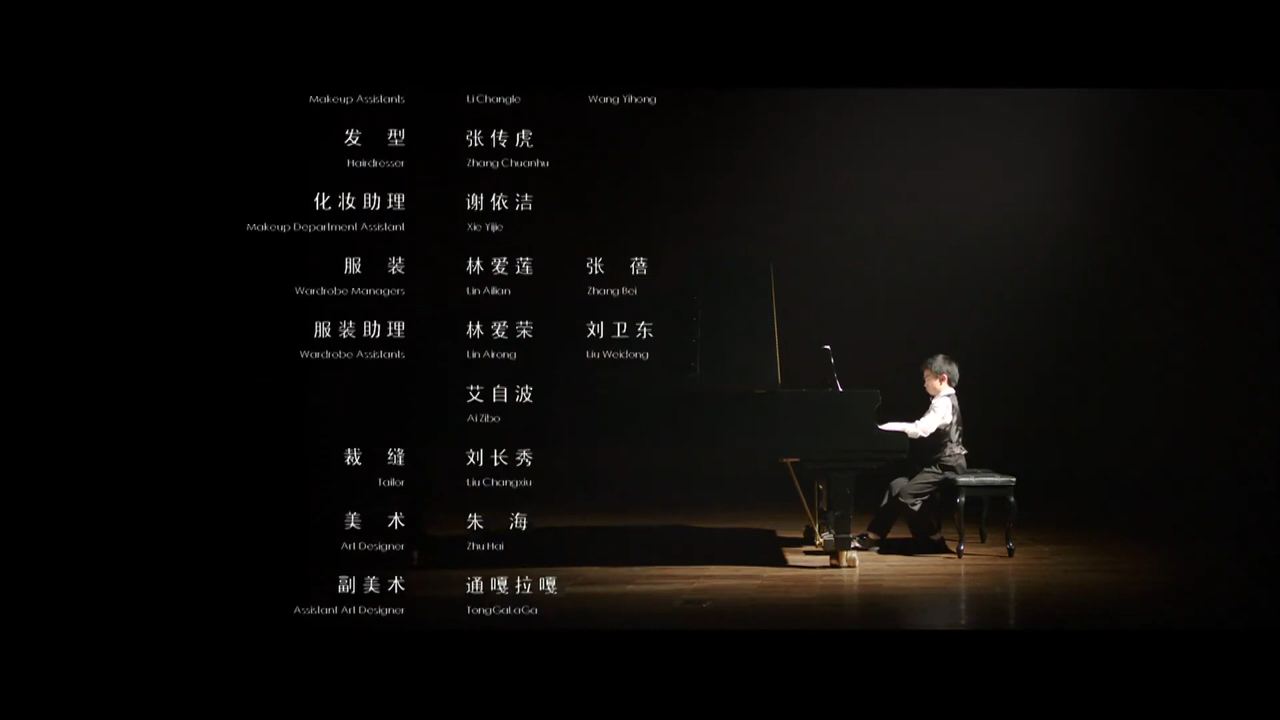 Makeup Assistants Li Changle Wang Yihong
发 型 张传虎
Hairdresser Zhang Chuanhu
化妆助理 谢依洁
Makeup Department Assistant Xie Yijie
服 装 林爱莲 张 蓓
Wardrobe Managers Lin Ailian Zhang Bei
服装助理 林爱荣 刘卫东
Wardrobe Assistants Lin Airong Liu Weidong
艾自波
Ai Zibo
裁 缝 刘长秀
Tailor Liu Changxiu
美 术 朱 海
Art Designer Zhu Hai
副美术 通嘎拉嘎
Assistant Art Designer TongGaLaGa